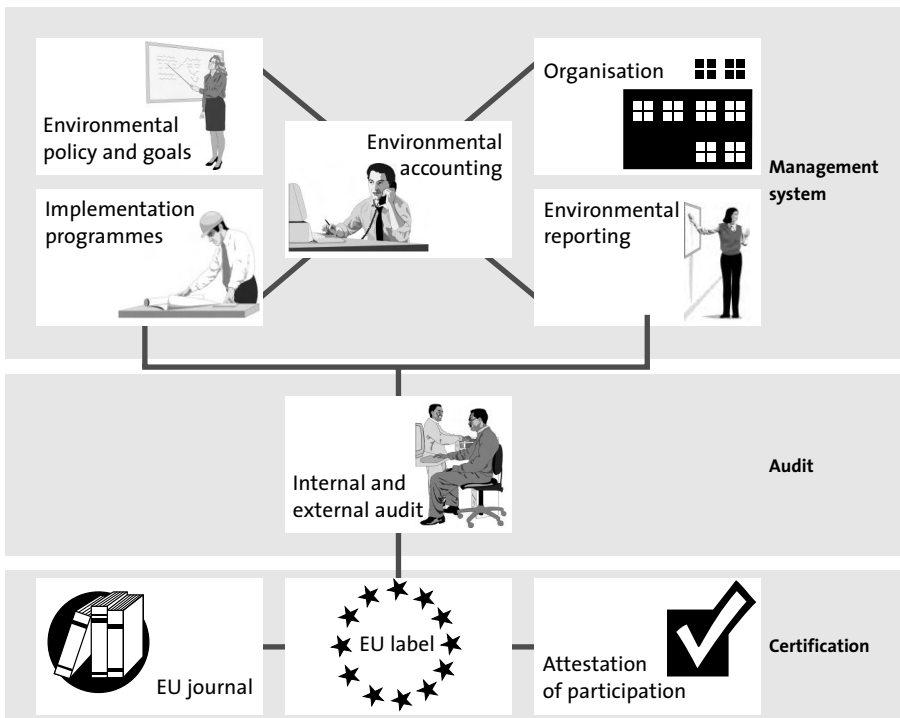 Environmental
policy and goals
Environmental
accounting
Organisation
Implementation
programmes
Environmental
reporting
Management
system
Internal and
external audit
Audit
EU journal
EU label
Attestation
of participation
Certification